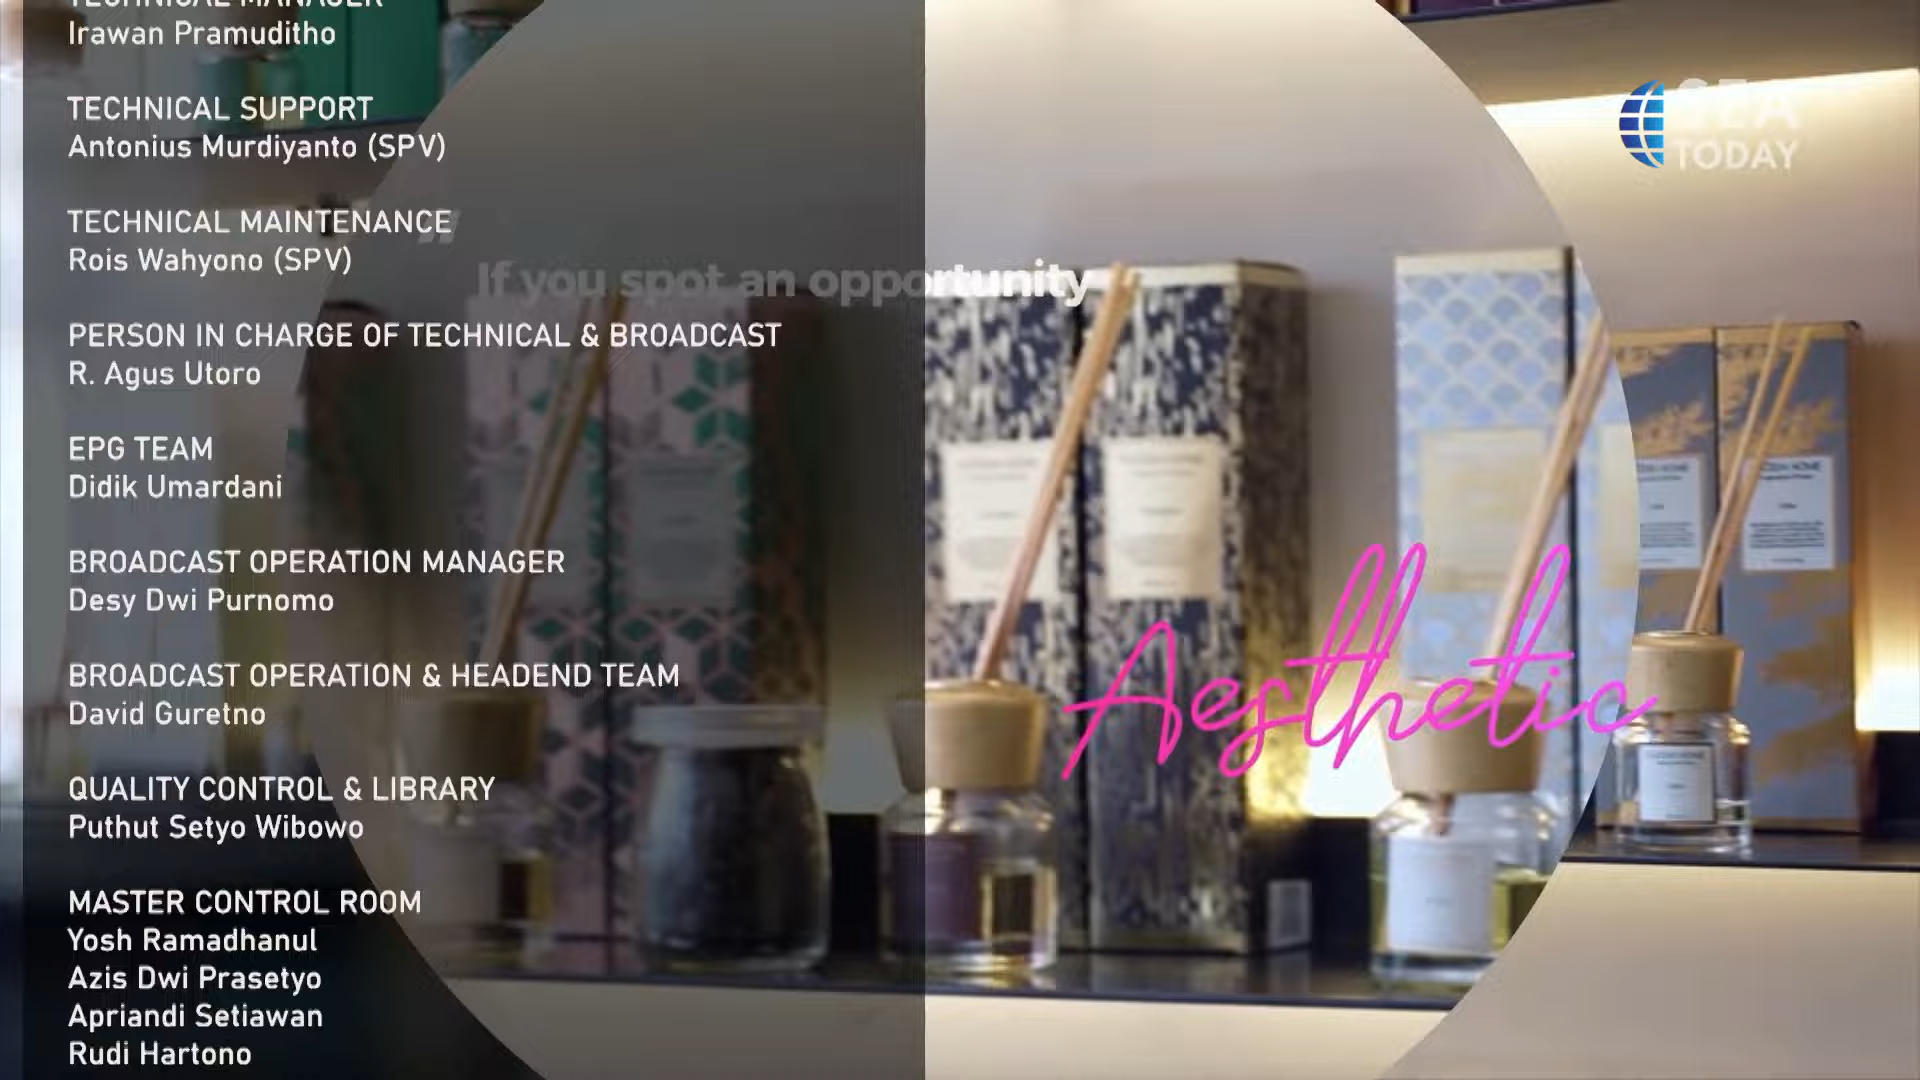 TECHNICAL MANAGER
Irawan Pramuditho
TECHNICAL SUPPORT
Antonius Murdiyanto (SPV)
TECHNICAL MAINTENANCE
Rois Wahyono (SPV)
PERSON IN CHARGE OF TECHNICAL & BROADCAST
R. Agus Utoro
EPG TEAM
Didik Umardani
BROADCAST OPERATION MANAGER
Desy Dwi Purnomo
BROADCAST OPERATION & HEADEND TEAM
David Guretno
QUALITY CONTROL & LIBRARY
Puthut Setyo Wibowo
MASTER CONTROL ROOM
Yosh Ramadhanul
Azis Dwi Prasetyo
Apriandi Setiawan
Rudi Hartono
"
If you spot an opportunity
Aesthetic
SEA
TODAY